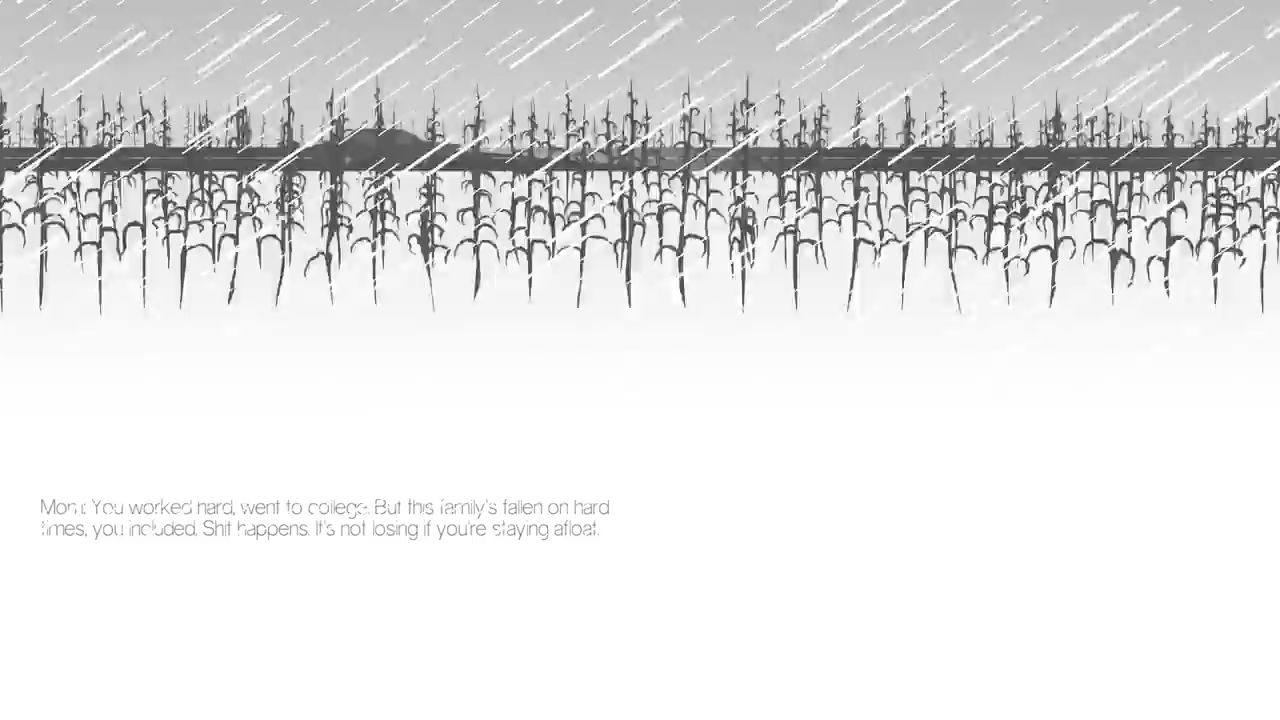 Mom: You worked hard, went to college. But this family's fallen on hard
times, you included. Shit happens. It's not losing if you're staying afloat.